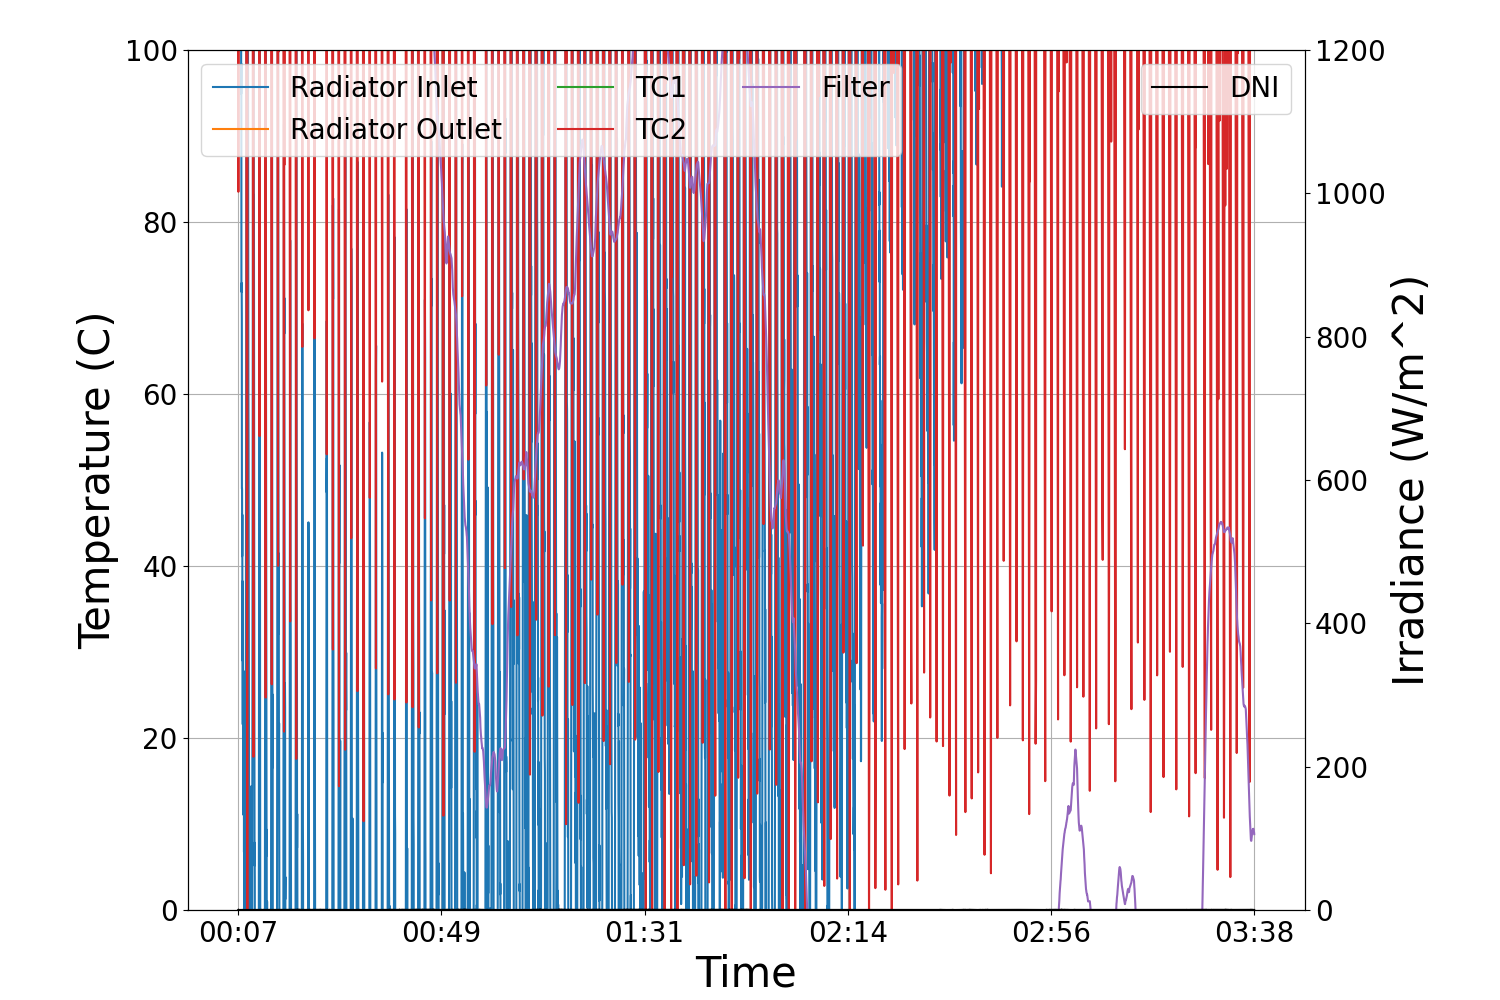 Radiator Inlet
Radiator Outlet
TC1
TC2
Filter
DNI
Temperature (C)
100
80
60
40
20
0
Irradiance (W/m^2)
1200
1000
800
600
400
200
0
00:07
00:49
01:31
02:14
02:56
03:38
Time